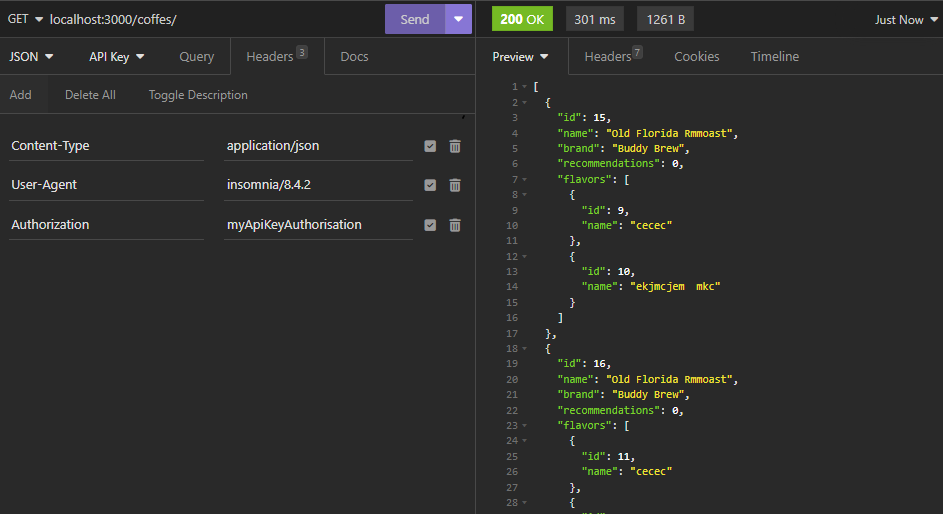 GET localhost:3000/coffes/ Send
200 OK 301 ms 1261 B Just Now
JSON API Key Query Headers 3 Docs
Preview Headers 7 Cookies Timeline
Add Delete All Toggle Description
Content-Type application/json
User-Agent insomnia/8.4.2
Authorization myApiKeyAuthorisation
1 [
2 {
3 "id": 15,
4 "name": "Old Florida Rmmoast",
5 "brand": "Buddy Brew",
6 "recommendations": 0,
7 "flavors": [
8 {
9 "id": 9,
10 "name": "cecec"
11 },
12 {
13 "id": 10,
14 "name": "ekjmcjem  mkc"
15 }
16 ]
17 },
18 {
19 "id": 16,
20 "name": "Old Florida Rmmoast",
21 "brand": "Buddy Brew",
22 "recommendations": 0,
23 "flavors": [
24 {
25 "id": 11,
26 "name": "cecec"
27 },
28 {